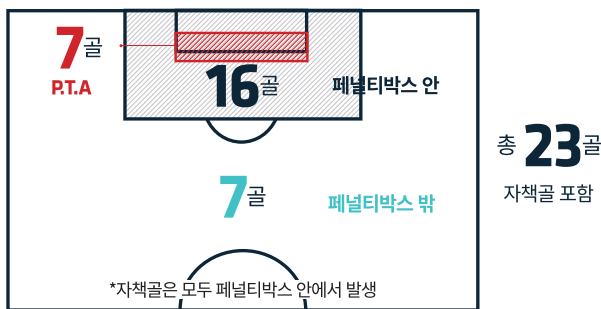 7골
P.T.A
16골
페널티박스 안
총 23골
자책골 포함
7골
페널티박스 밖
*자책골은 모두 페널티박스 안에서 발생